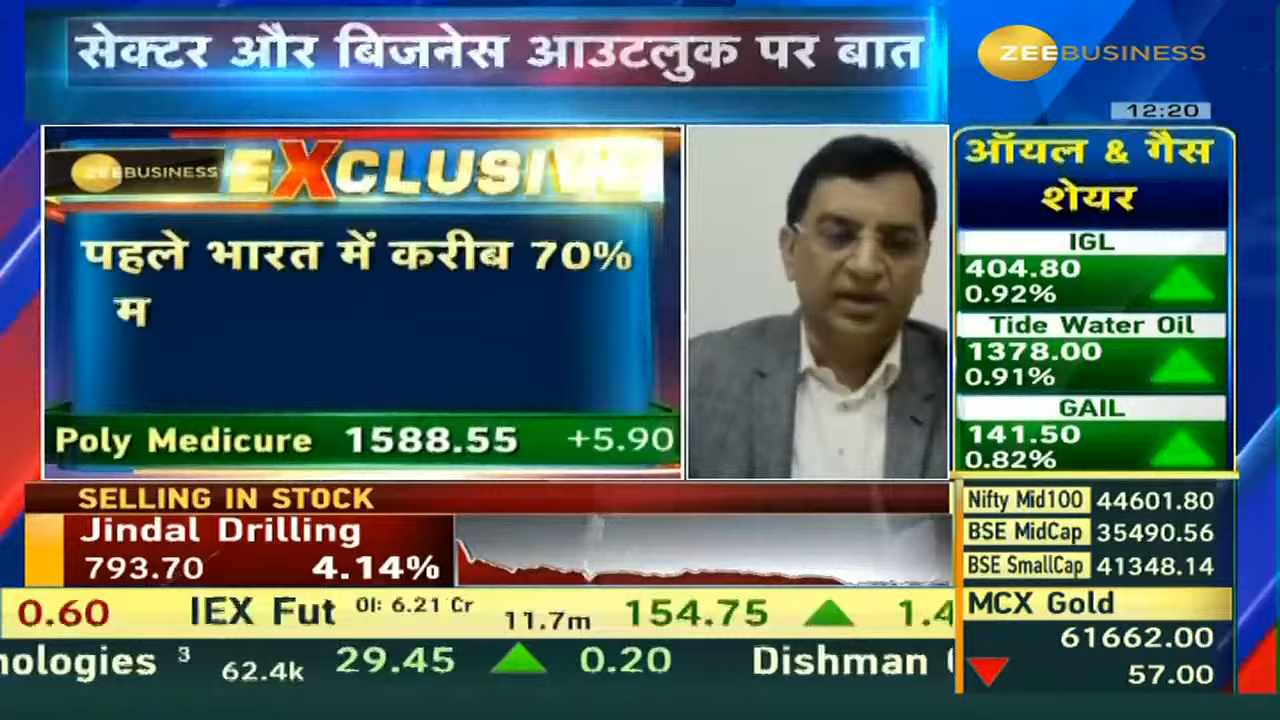 सेक्टर और बिजनेस आउटलुक पर बात
ZEEBUSINESS
12:20
ZEEBUSINESS EXCLUSIVE
पहले भारत में करीब 70%
म
Poly Medicure 1588.55 +5.90
ऑयल & गैस
शेयर
IGL
404.80
0.92%
Tide Water Oil
1378.00
0.91%
GAIL
141.50
0.82%
SELLING IN STOCK
Jindal Drilling
793.70 4.14%
Nifty Mid100 44601.80
BSE MidCap 35490.56
BSE SmallCap 41348.14
MCX Gold
61662.00
57.00
0.60 IEX Fut OI: 6.21 Cr 11.7m 154.75 1.4
nologies 3 62.4k 29.45 0.20 Dishman